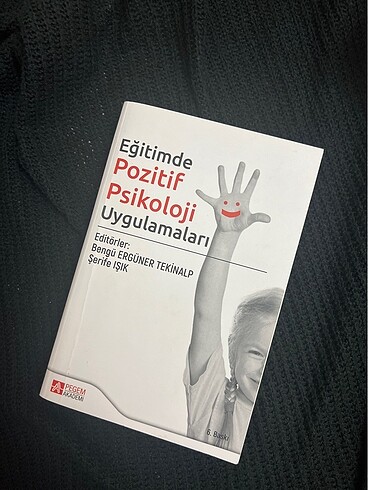 Eğitimde
Pozitif
Psikoloji
Uygulamaları
Editörler:
Bengü ERGÜNER TEKİNALP
Şerife IŞIK
PEGEM
AKADEMİ
6. Baskı